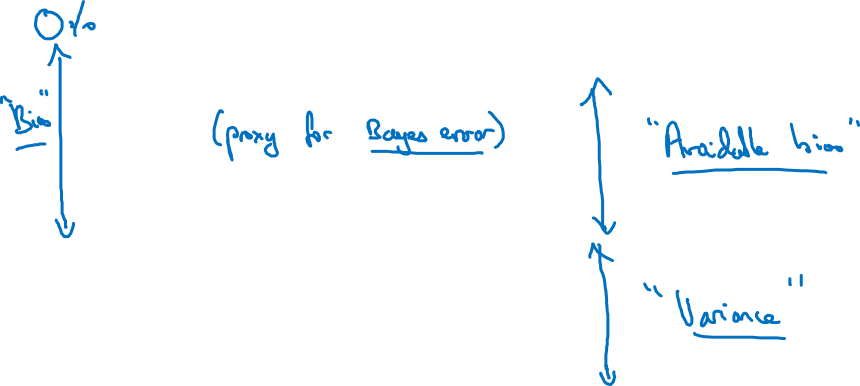 0%
"Bias"
(proxy for Bayes error)
"Avoidable bias"
"Variance"